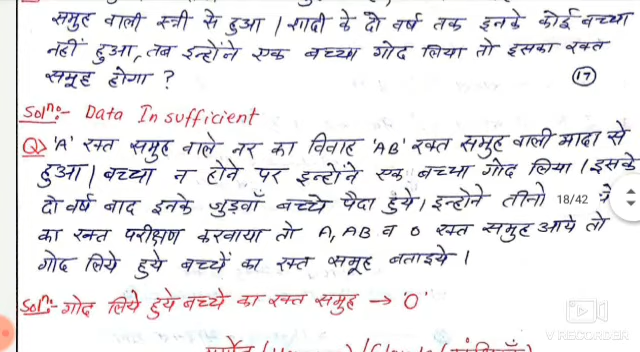 समुह वाली स्त्री से हुआ । शादी के दो वर्ष तक इनके कोई बच्चा
नहीं हुआ, तब इन्होंने एक बच्चा गोद लिया तो इसका रक्त
समूह होगा ?
17
Solⁿ:- Data Insufficient
Q> 'A' रक्त समुह वाले नर का विवाह 'AB' रक्त समुह वाली मादा से
हुआ । बच्चा न होने पर इन्होंने एक बच्चा गोद लिया । इसके
दो वर्ष बाद इनके जुड़वाँ बच्चे पैदा हुये । इन्होने तीनो
18/42
का रक्त परीक्षण करवाया तो A, AB व O रक्त समुह आये तो
गोद लिये हुये बच्चें का रक्त समूह बताइये ।
Solⁿ:- गोद लिये हुये बच्चे का रक्त समुह → 'O'
V RECORDER